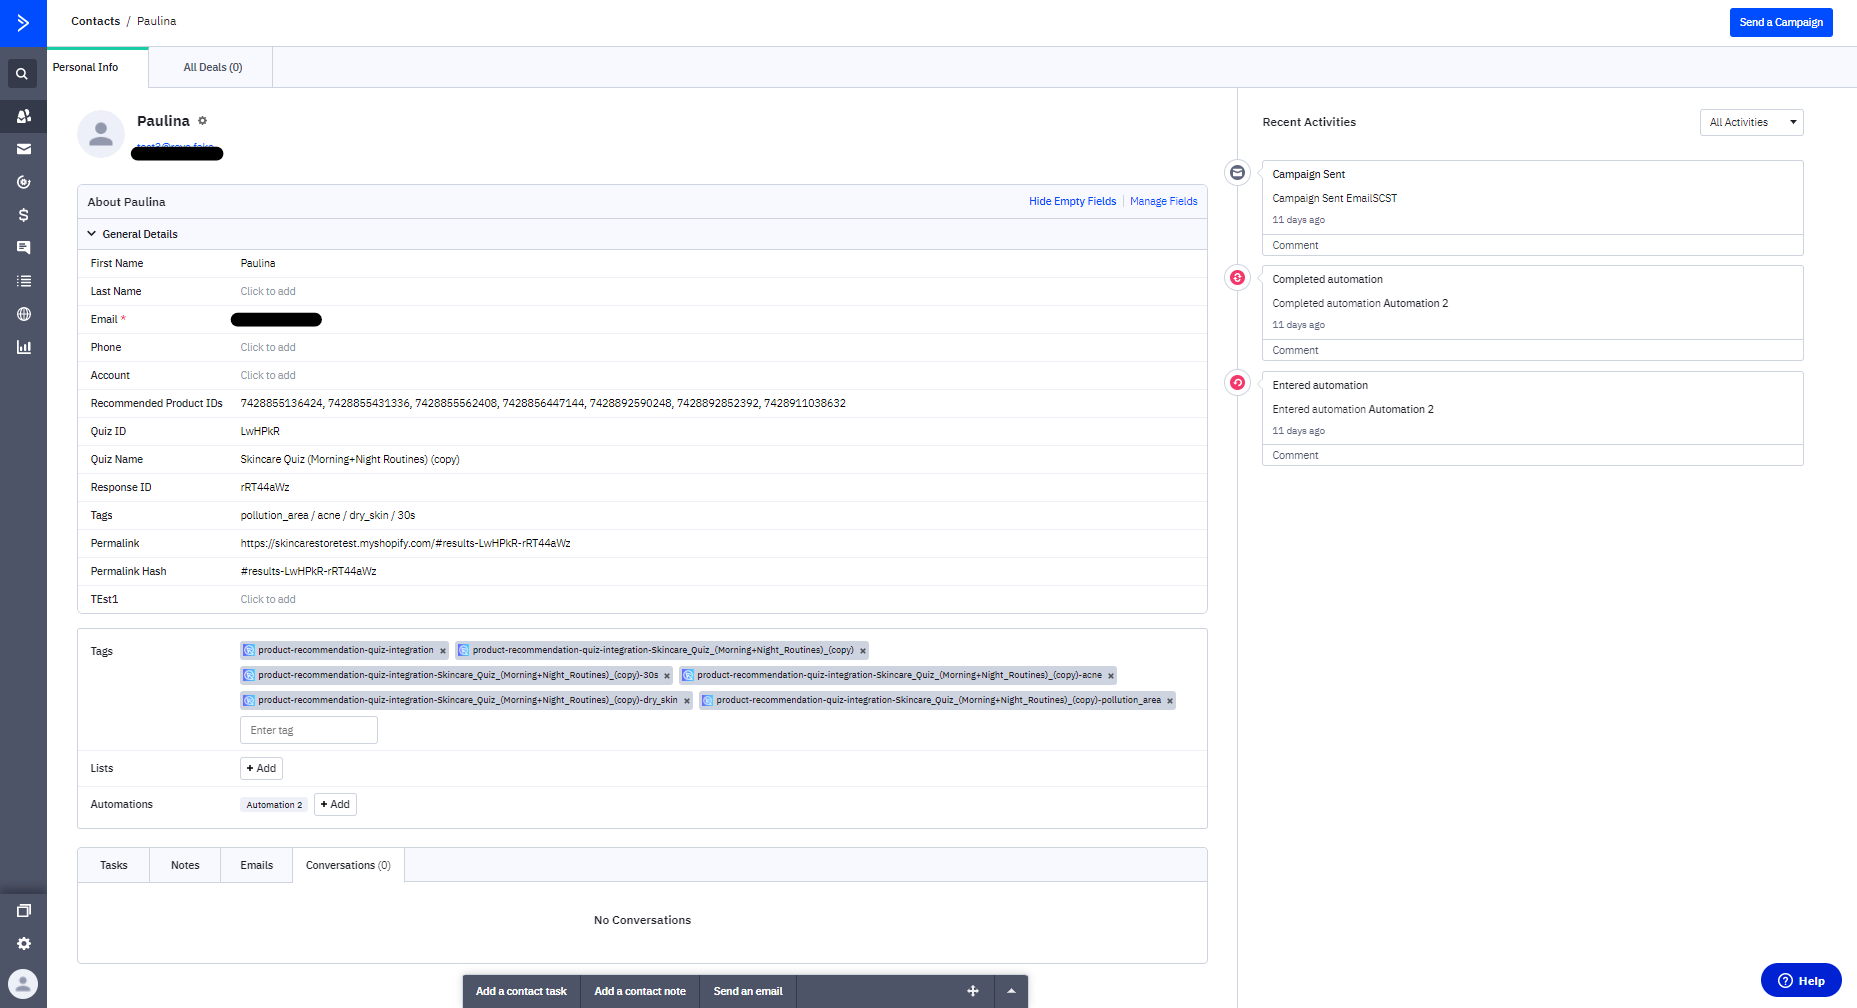 Contacts / Paulina
Send a Campaign
Personal Info
All Deals (0)
Paulina
About Paulina
Hide Empty Fields
Manage Fields
General Details
First Name Paulina
Last Name Click to add
Email *
Phone Click to add
Account Click to add
Recommended Product IDs 7428855136424, 7428855431336, 7428855562408, 7428856447144, 7428892590248, 7428892852392, 7428911038632
Quiz ID LwHPkR
Quiz Name Skincare Quiz (Morning+Night Routines) (copy)
Response ID rRT44aWz
Tags pollution_area / acne / dry_skin / 30s
Permalink https://skincarestoretest.myshopify.com/#results-LwHPkR-rRT44aWz
Permalink Hash #results-LwHPkR-rRT44aWz
TEst1 Click to add
Tags product-recommendation-quiz-integration × product-recommendation-quiz-integration-Skincare_Quiz_(Morning+Night_Routines)_(copy) ×
product-recommendation-quiz-integration-Skincare_Quiz_(Morning+Night_Routines)_(copy)-30s × product-recommendation-quiz-integration-Skincare_Quiz_(Morning+Night_Routines)_(copy)-acne ×
product-recommendation-quiz-integration-Skincare_Quiz_(Morning+Night_Routines)_(copy)-dry_skin × product-recommendation-quiz-integration-Skincare_Quiz_(Morning+Night_Routines)_(copy)-pollution_area ×
Enter tag
Lists + Add
Automations Automation 2 + Add
Tasks Notes Emails Conversations (0)
No Conversations
Recent Activities
All Activities
Campaign Sent
Campaign Sent EmailSCST
11 days ago
Comment
Completed automation
Completed automation Automation 2
11 days ago
Comment
Entered automation
Entered automation Automation 2
11 days ago
Comment
Add a contact task Add a contact note Send an email
Help